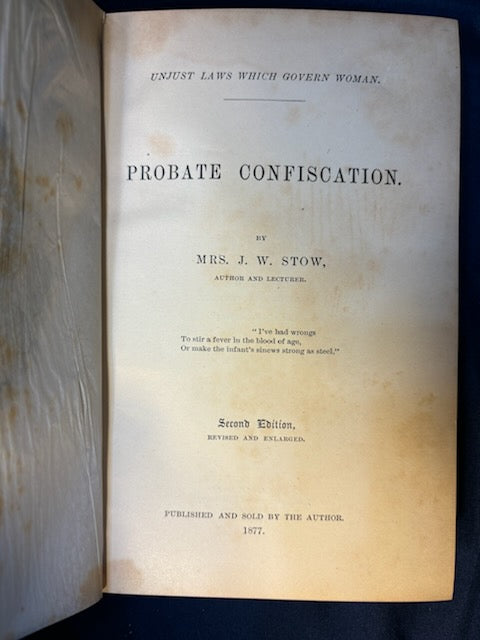 UNJUST LAWS WHICH GOVERN WOMAN.
PROBATE CONFISCATION.
BY
MRS. J. W. STOW,
AUTHOR AND LECTURER.
"I've had wrongs
To stir a fever in the blood of age,
Or make the infant's sinews strong as steel."
Second Edition,
REVISED AND ENLARGED.
PUBLISHED AND SOLD BY THE AUTHOR.
1877.